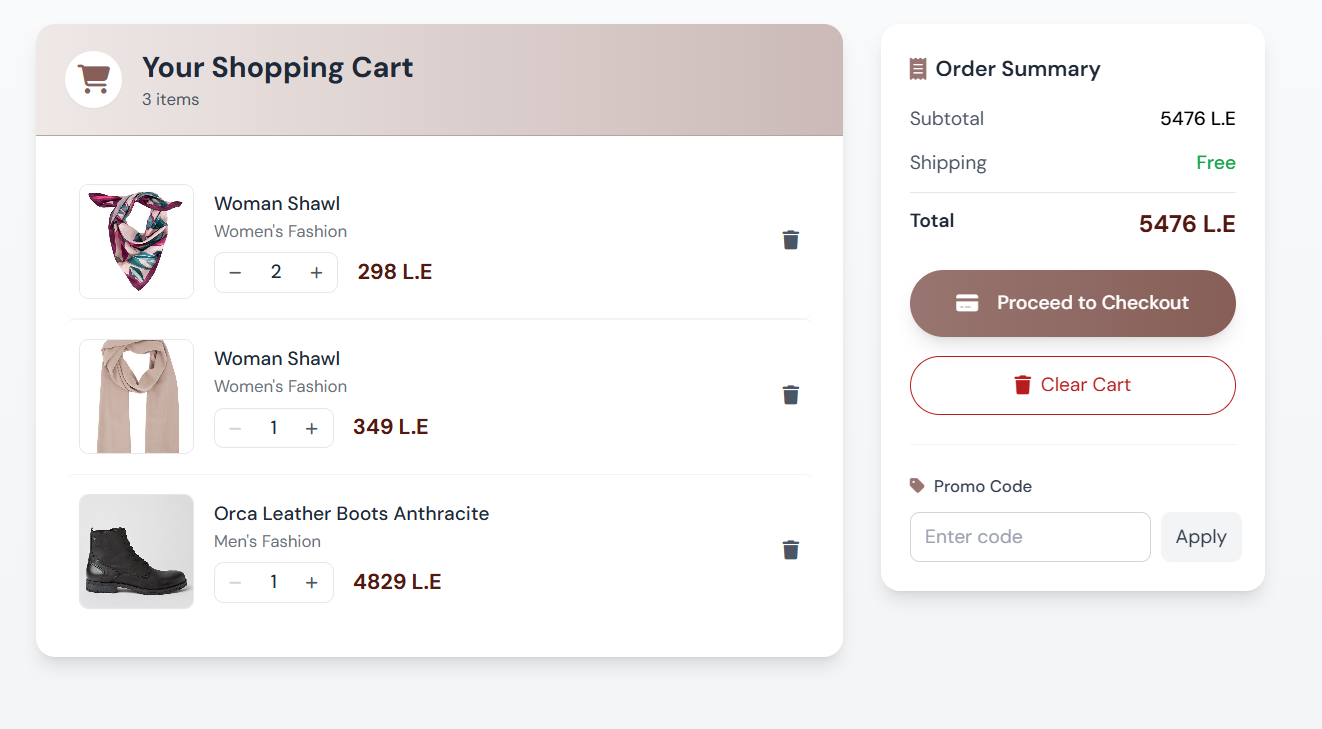 Your Shopping Cart
3 items
Woman Shawl
Women's Fashion
− 2 + 298 L.E
Woman Shawl
Women's Fashion
− 1 + 349 L.E
Orca Leather Boots Anthracite
Men's Fashion
− 1 + 4829 L.E
Order Summary
Subtotal 5476 L.E
Shipping Free
Total 5476 L.E
Proceed to Checkout
Clear Cart
Promo Code
Enter code Apply